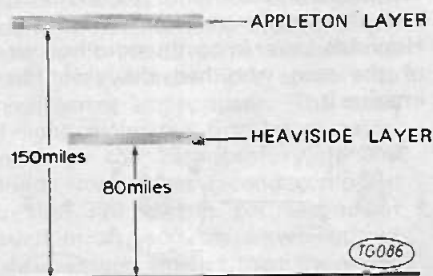 APPLETON LAYER
HEAVISIDE LAYER
150miles
80miles
TG086